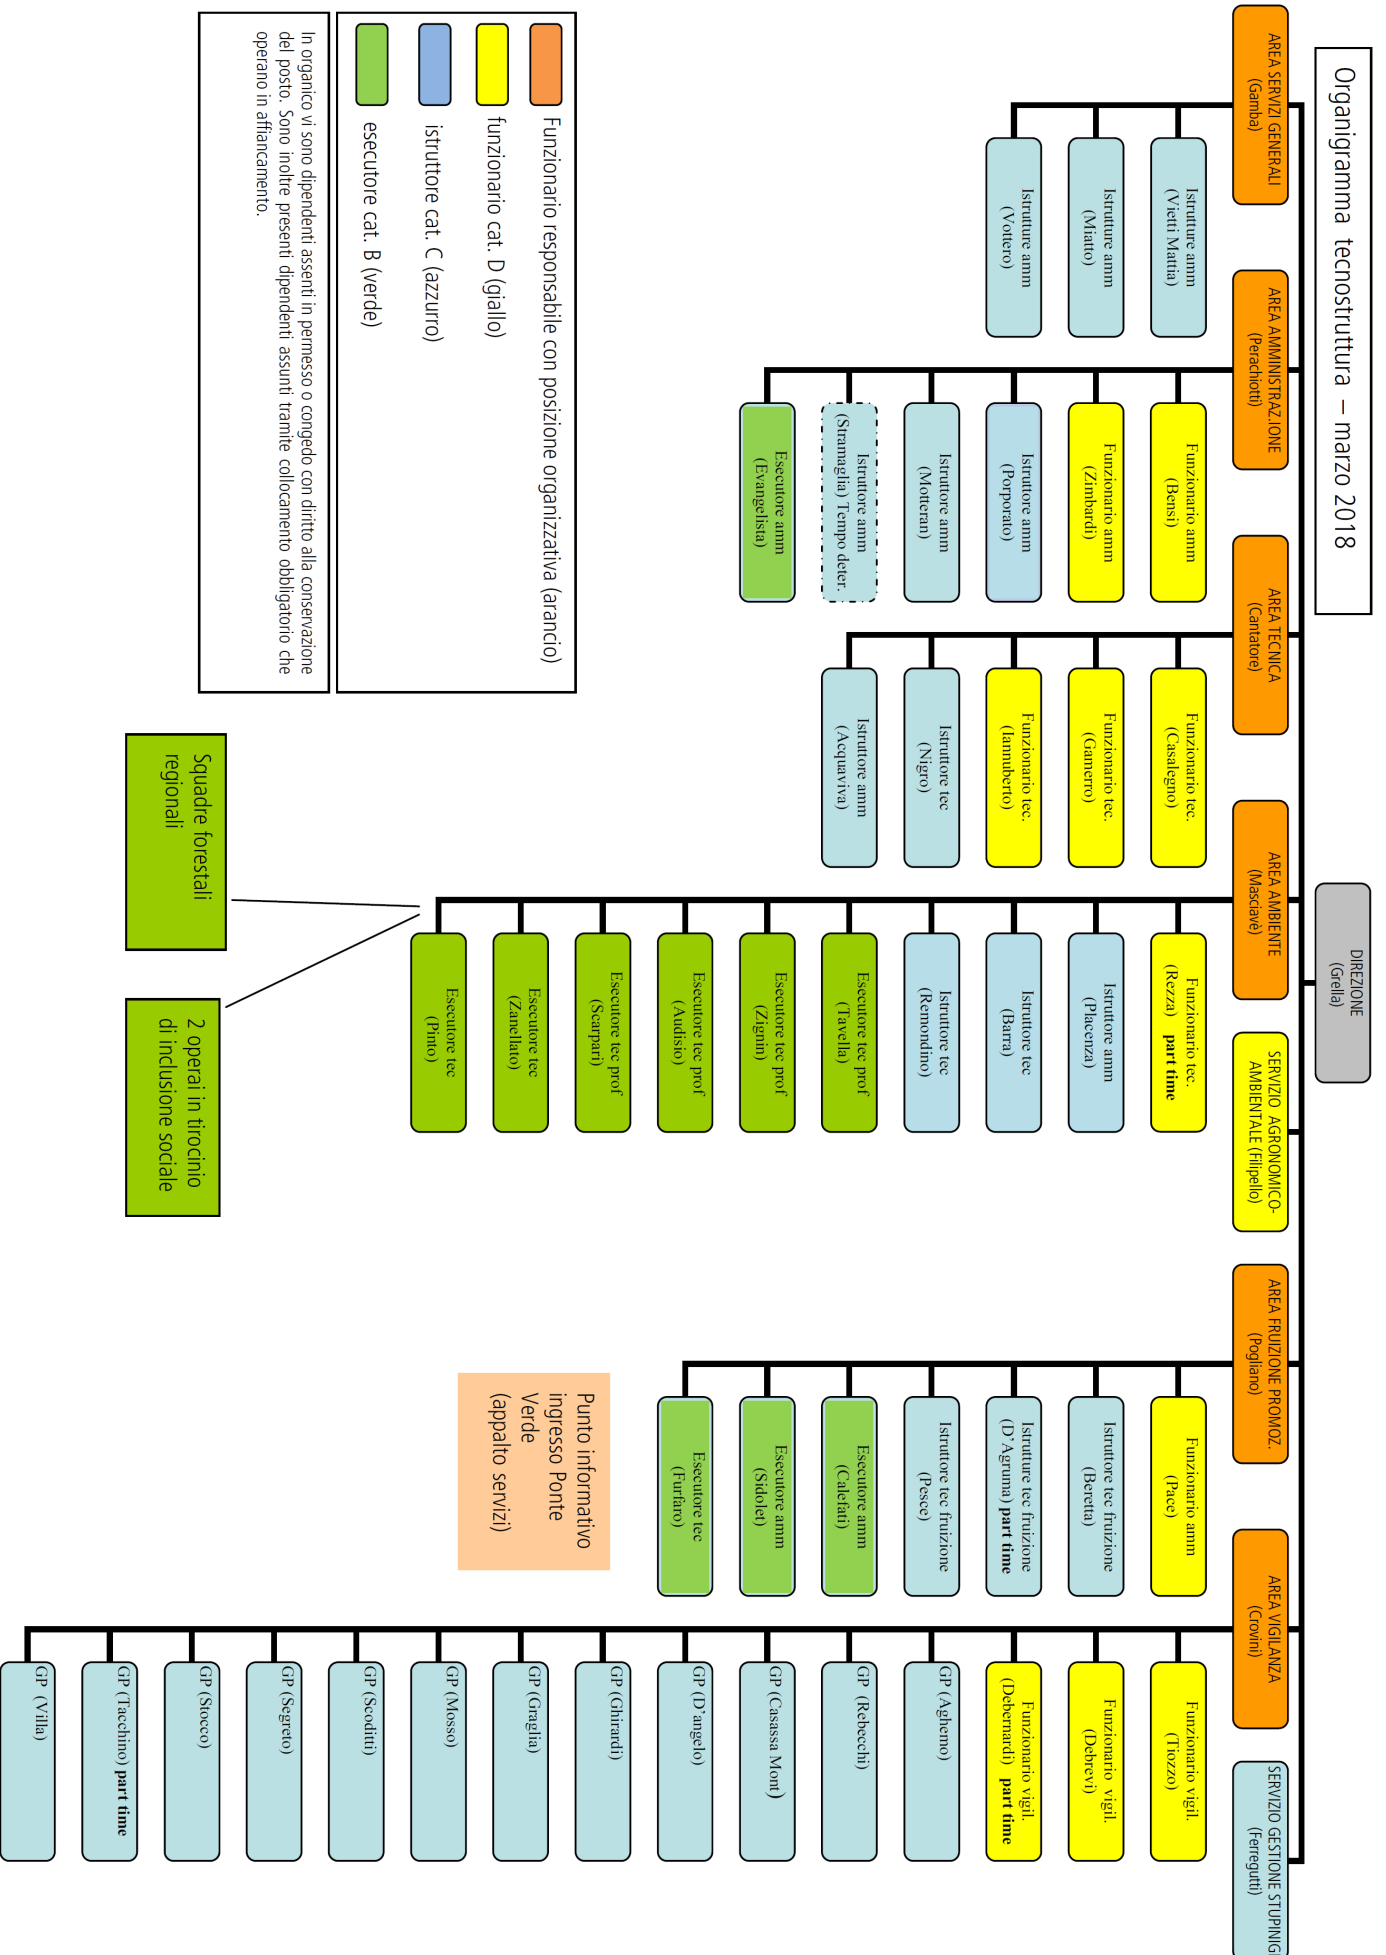 Organigramma tecnostruttura – marzo 2018
DIREZIONE
(Grella)
AREA SERVIZI GENERALI
(Gamba)
Istrutture amm
(Vietti Mattia)
Istrutture amm
(Miatto)
Istrutture amm
(Vottero)
AREA AMMINISTRAZ.IONE
(Perachiotti)
Funzionario amm
(Bensi)
Funzionario amm
(Zimbardi)
Istruttore amm
(Porporato)
Istruttore amm
(Motteran)
Istruttore amm
(Stramaglia) Tempo deter.
Esecutore amm
(Evangelista)
AREA TECNICA
(Cantatore)
Funzionario tec.
(Casalegno)
Funzionario tec.
(Gamerro)
Funzionario tec.
(Iannuberto)
Istruttore tec
(Nigro)
Istruttore amm
(Acquaviva)
AREA AMBIENTE
(Masciavè)
Funzionario tec.
(Rezza) part time
Istruttore amm
(Placenza)
Istruttore tec
(Barra)
Istruttore tec
(Remondino)
Esecutore tec prof
(Tavella)
Esecutore tec prof
(Zignin)
Esecutore tec prof
(Audisio)
Esecutore tec prof
(Scarpari)
Esecutore tec
(Zanellato)
Esecutore tec
(Pinto)
Squadre forestali
regionali
2 operai in tirocinio
di inclusione sociale
SERVIZIO AGRONOMICO-
AMBIENTALE (Filipello)
AREA FRUIZIONE PROMOZ.
(Pogliano)
Funzionario amm
(Pace)
Istruttore tec fruizione
(Beretta)
Istrutture tec fruizione
(D'Agruma) part time
Istruttore tec fruizione
(Pesce)
Esecutore amm
(Calefati)
Esecutore amm
(Sidolet)
Esecutore tec
(Furfaro)
Punto informativo
ingresso Ponte
Verde
(appalto servizi)
AREA VIGILANZA
(Crovini)
Funzionario vigil.
(Tiozzo)
Funzionario vigil.
(Debrevi)
Funzionario vigil.
(Debernardi) part time
GP (Aghemo)
GP (Rebecchi)
GP (Casassa Mont)
GP (D'angelo)
GP (Ghirardi)
GP (Graglia)
GP (Mosso)
GP (Scoditti)
GP (Segreto)
GP (Stocco)
GP (Tacchino) part time
GP (Villa)
SERVIZIO GESTIONE STUPINIGI
(Ferregutti)
Funzionario responsabile con posizione organizzativa (arancio)
funzionario cat. D (giallo)
istruttore cat. C (azzurro)
esecutore cat. B (verde)
In organico vi sono dipendenti assenti in permesso o congedo con diritto alla conservazione
del posto. Sono inoltre presenti dipendenti assunti tramite collocamento obbligatorio che
operano in affiancamento.